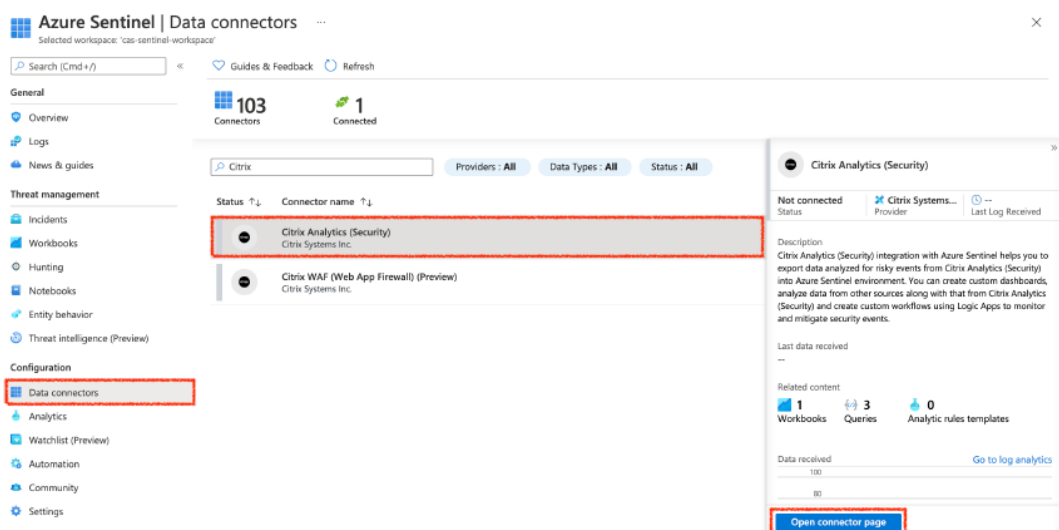 Azure Sentinel | Data connectors ...
Selected workspace: 'cas-sentinel-workspace'
Search (Cmd+/)
«
General
Overview
Logs
News & guides
Threat management
Incidents
Workbooks
Hunting
Notebooks
Entity behavior
Threat intelligence (Preview)
Configuration
Data connectors
Analytics
Watchlist (Preview)
Automation
Community
Settings
Guides & Feedback Refresh
103
Connectors
1
Connected
Citrix
Providers : All Data Types : All Status : All
Status ↑↓ Connector name ↑↓
Citrix Analytics (Security)
Citrix Systems Inc.
Citrix WAF (Web App Firewall) (Preview)
Citrix Systems Inc.
»
Citrix Analytics (Security)
Not connected
Status
Citrix Systems...
Provider
--
Last Log Received
Description
Citrix Analytics (Security) integration with Azure Sentinel helps you to
export data analyzed for risky events from Citrix Analytics (Security)
into Azure Sentinel environment. You can create custom dashboards,
analyze data from other sources along with that from Citrix Analytics
(Security) and create custom workflows using Logic Apps to monitor
and mitigate security events.
Last data received
--
Related content
1
Workbooks
3
Queries
0
Analytic rules templates
Data received Go to log analytics
100
80
Open connector page